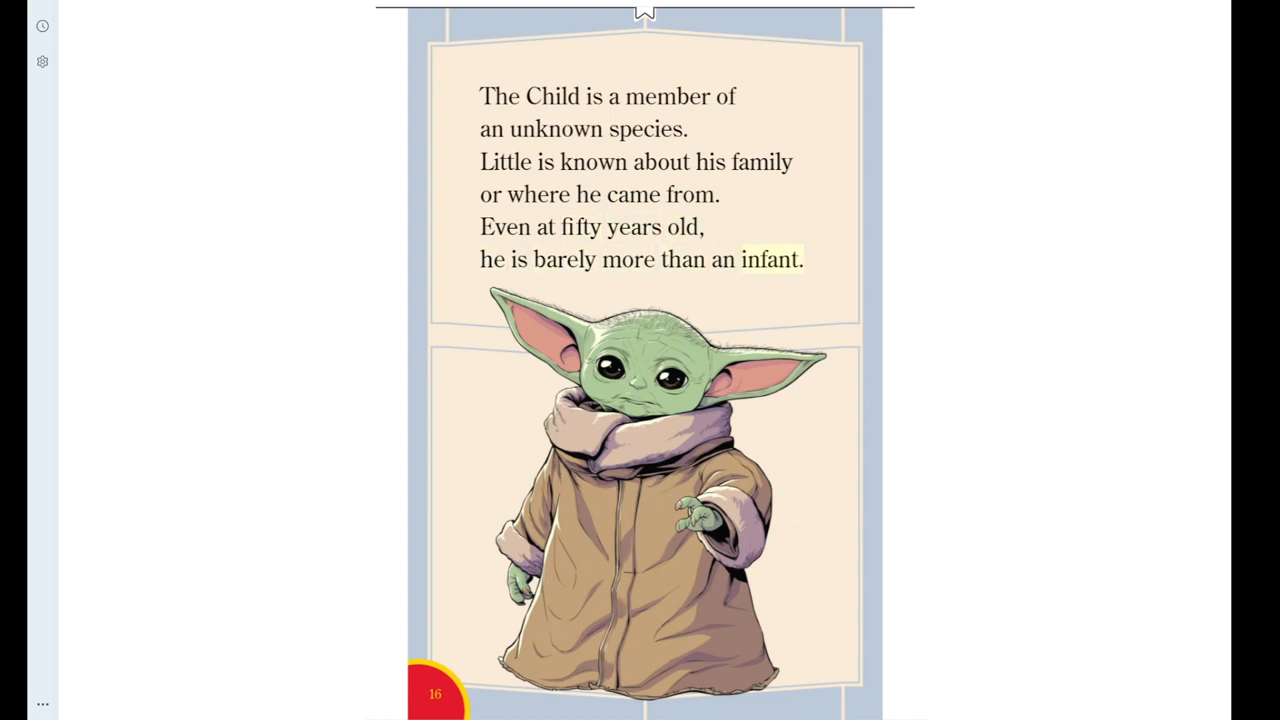 The Child is a member of
an unknown species.
Little is known about his family
or where he came from.
Even at fifty years old,
he is barely more than an infant.
16